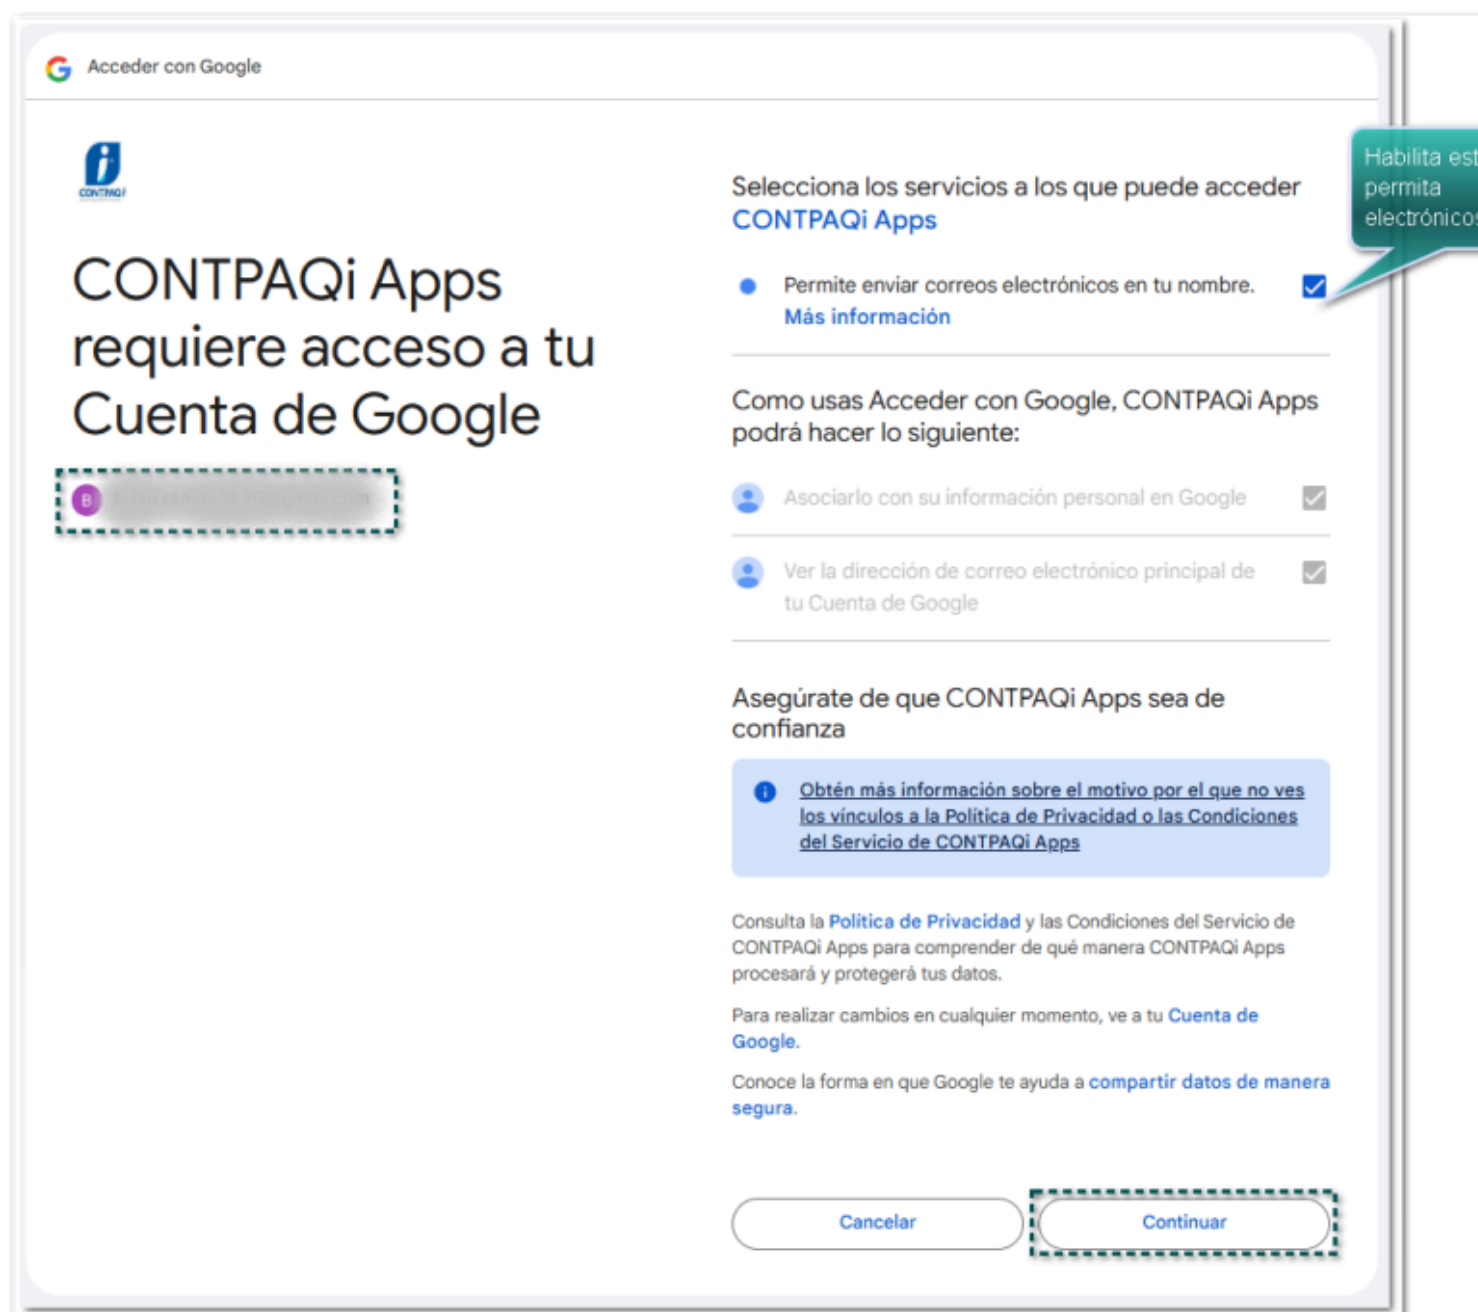 Acceder con Google
CONTPAQi
CONTPAQi Apps
requiere acceso a tu
Cuenta de Google
B
Selecciona los servicios a los que puede acceder
CONTPAQi Apps
Permite enviar correos electrónicos en tu nombre.
Más información
Habilita est
permita
electrónicos
Como usas Acceder con Google, CONTPAQi Apps
podrá hacer lo siguiente:
Asociarlo con su información personal en Google
Ver la dirección de correo electrónico principal de
tu Cuenta de Google
Asegúrate de que CONTPAQi Apps sea de
confianza
Obtén más información sobre el motivo por el que no ves
los vínculos a la Política de Privacidad o las Condiciones
del Servicio de CONTPAQi Apps
Consulta la Política de Privacidad y las Condiciones del Servicio de
CONTPAQi Apps para comprender de qué manera CONTPAQi Apps
procesará y protegerá tus datos.
Para realizar cambios en cualquier momento, ve a tu Cuenta de
Google.
Conoce la forma en que Google te ayuda a compartir datos de manera
segura.
Cancelar
Continuar